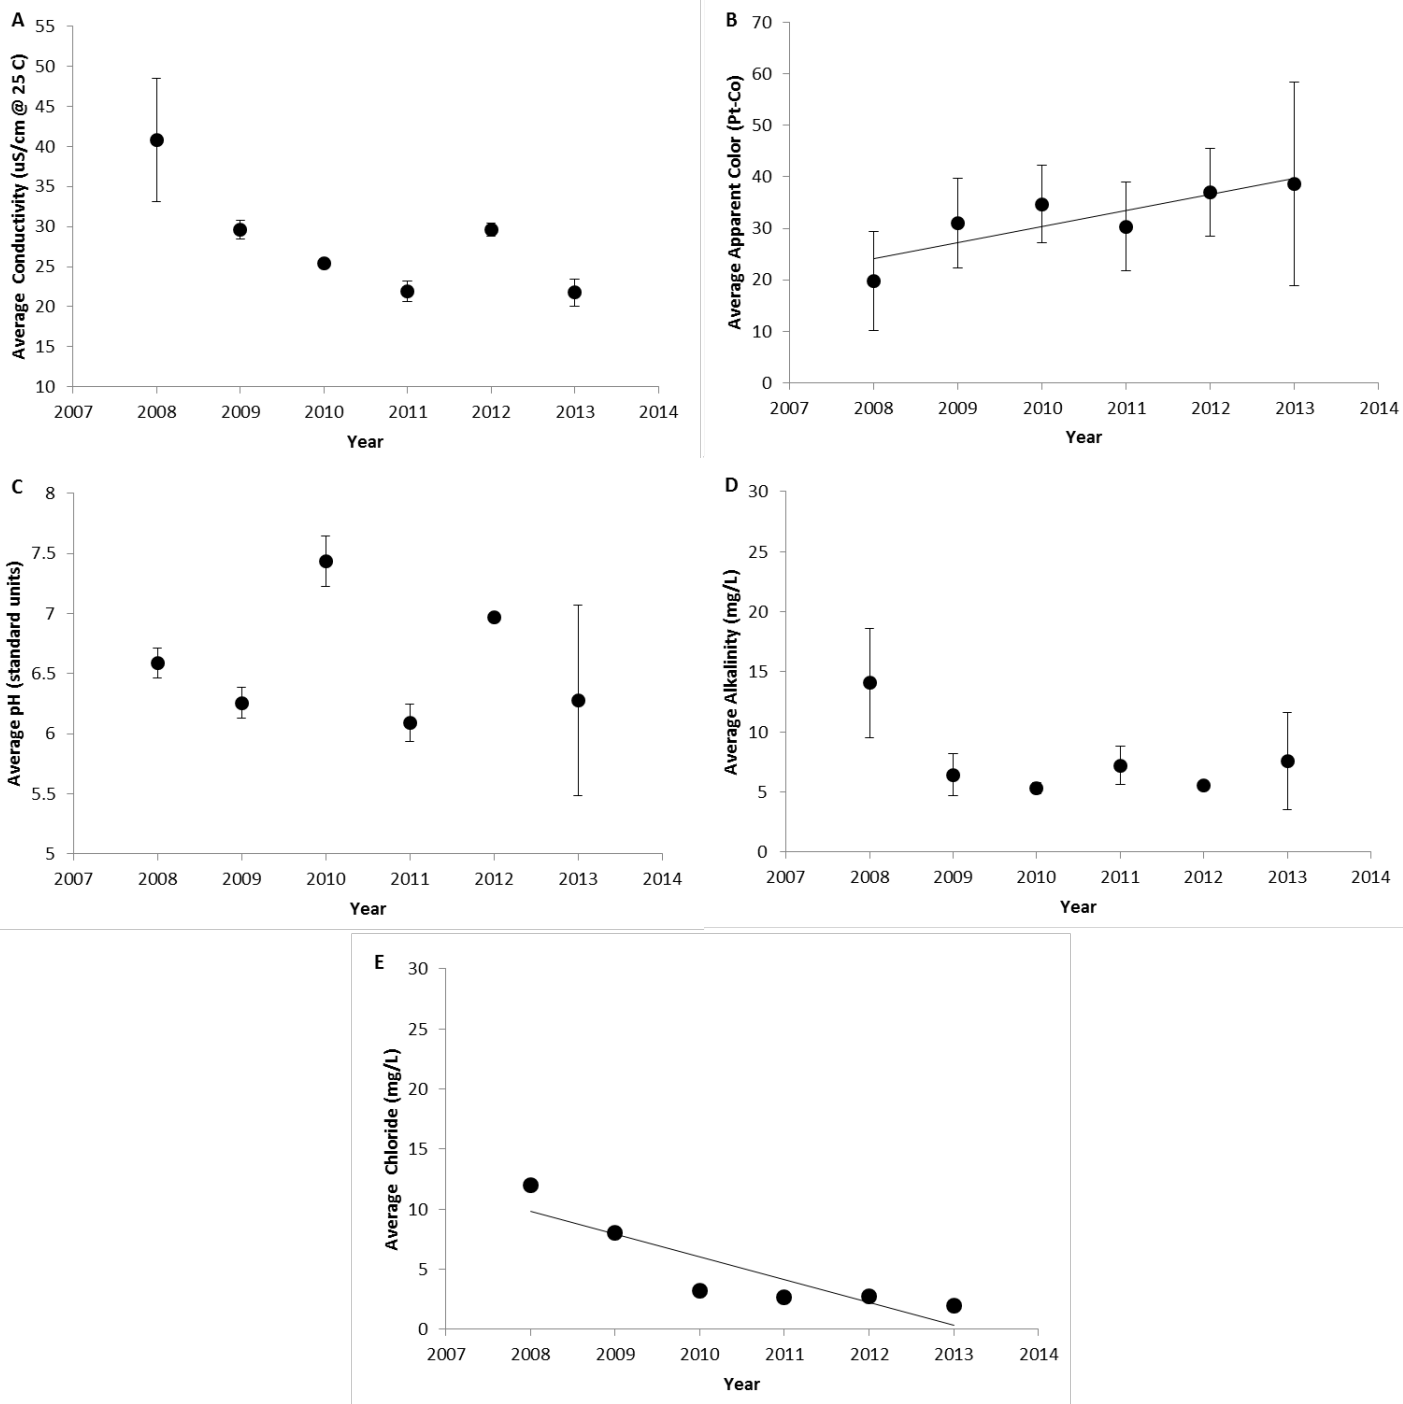 A
Average Conductivity (uS/cm @ 25 C)
55
50
45
40
35
30
25
20
15
10
2007 2008 2009 2010 2011 2012 2013 2014
Year
B
Average Apparent Color (Pt-Co)
70
60
50
40
30
20
10
0
2007 2008 2009 2010 2011 2012 2013 2014
Year
C
Average pH (standard units)
8
7.5
7
6.5
6
5.5
5
2007 2008 2009 2010 2011 2012 2013 2014
Year
D
Average Alkalinity (mg/L)
30
25
20
15
10
5
0
2007 2008 2009 2010 2011 2012 2013 2014
Year
E
Average Chloride (mg/L)
30
25
20
15
10
5
0
2007 2008 2009 2010 2011 2012 2013 2014
Year